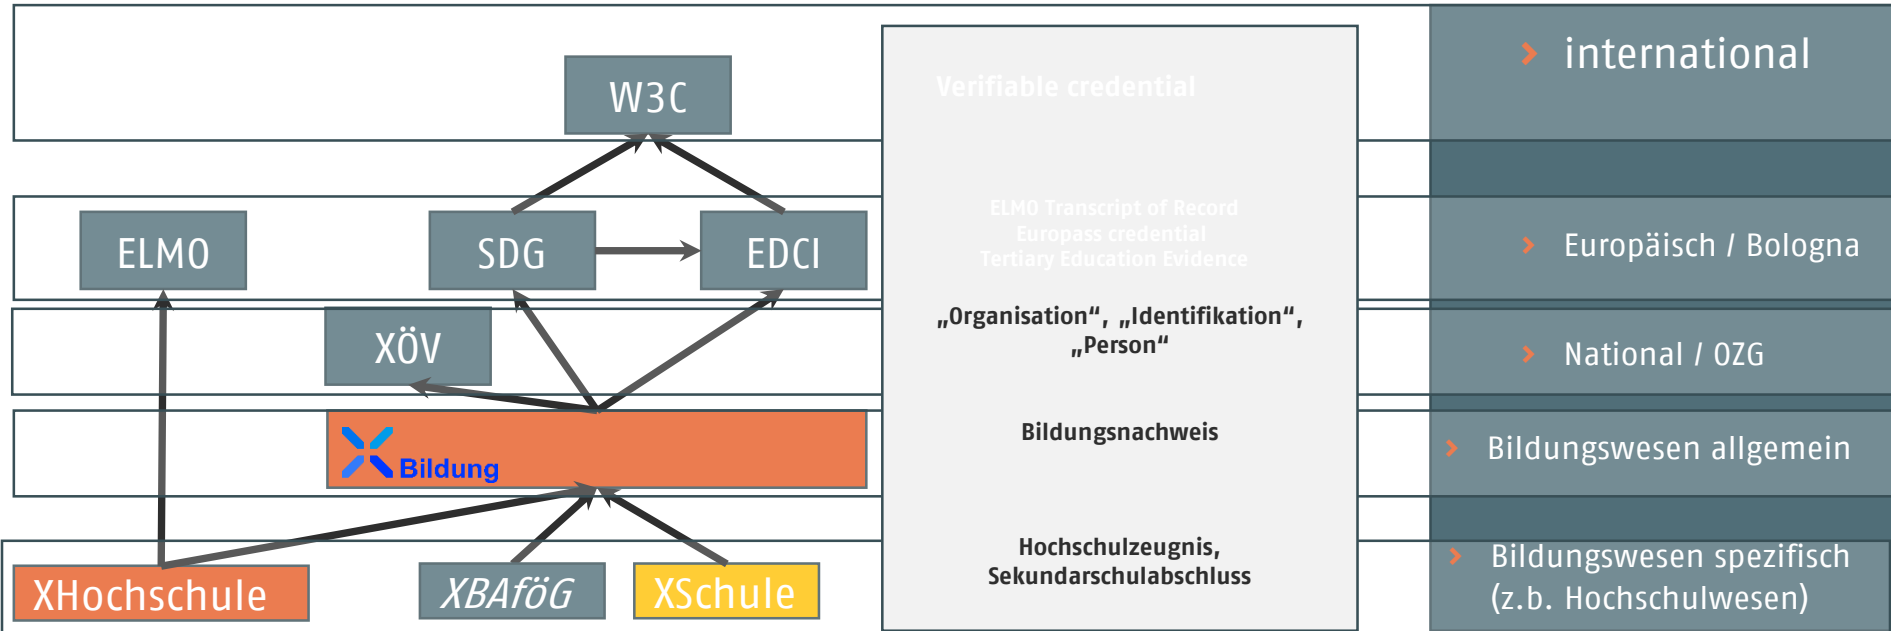 W3C
Verifiable credential
international
ELMO
SDG
EDCI
ELMO Transcript of Record
Europass credential
Tertiary Education Evidence
Europäisch / Bologna
XÖV
„Organisation“, „Identifikation“,
„Person“
National / OZG
Bildung
Bildungsnachweis
Bildungswesen allgemein
XHochschule
XBAföG
XSchule
Hochschulzeugnis,
Sekundarschulabschluss
Bildungswesen spezifisch
(z.b. Hochschulwesen)